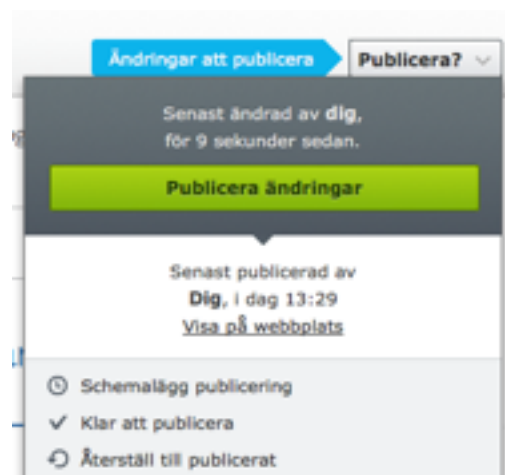 Ändringar att publicera
Publicera?
Senast ändrad av dig,
för 9 sekunder sedan.
Publicera ändringar
Senast publicerad av
Dig, i dag 13:29
Visa på webbplats
Schemalägg publicering
Klar att publicera
Återställ till publicerat